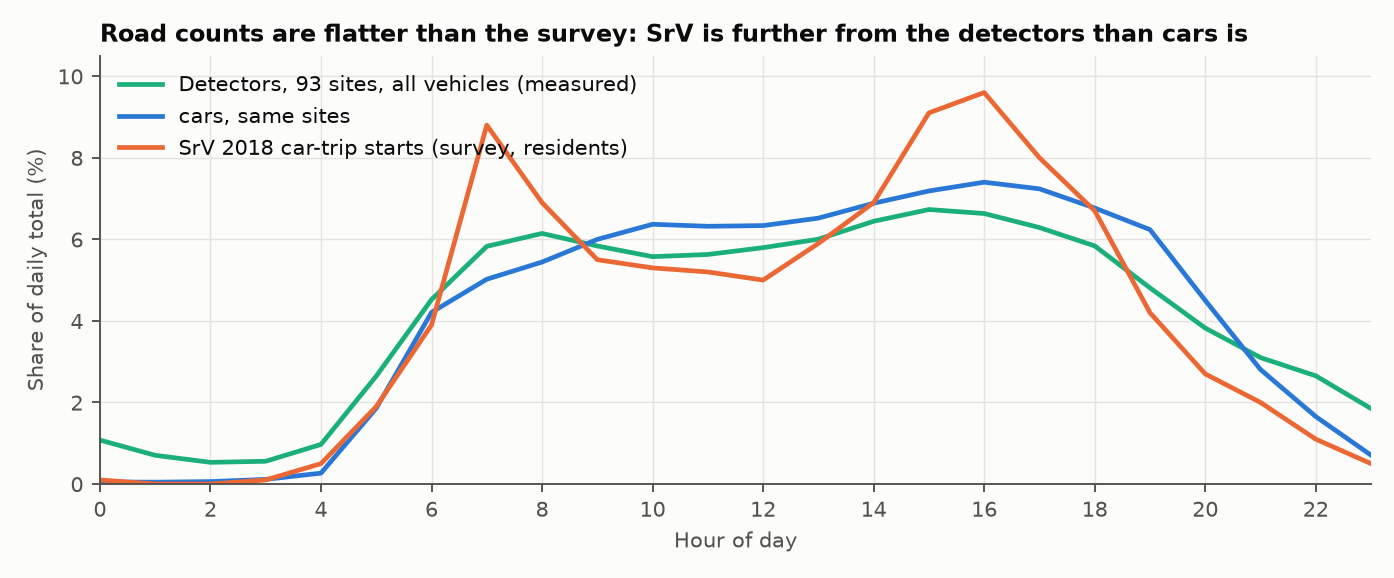 Road counts are flatter than the survey: SrV is further from the detectors than cars is
Detectors, 93 sites, all vehicles (measured)
cars, same sites
SrV 2018 car-trip starts (survey, residents)
Share of daily total (%)
10
8
6
4
2
0
0 2 4 6 8 10 12 14 16 18 20 22
Hour of day